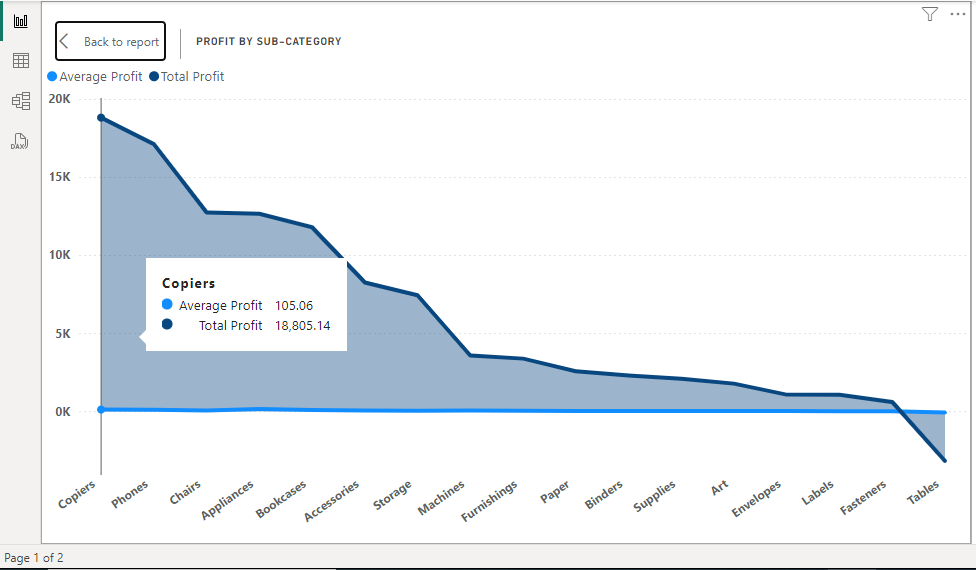 Back to report
PROFIT BY SUB-CATEGORY
Average Profit Total Profit
20K
15K
10K
5K
0K
Copiers
Average Profit 105.06
Total Profit 18,805.14
Copiers
Phones
Chairs
Appliances
Bookcases
Accessories
Storage
Machines
Furnishings
Paper
Binders
Supplies
Art
Envelopes
Labels
Fasteners
Tables
DAX
Page 1 of 2